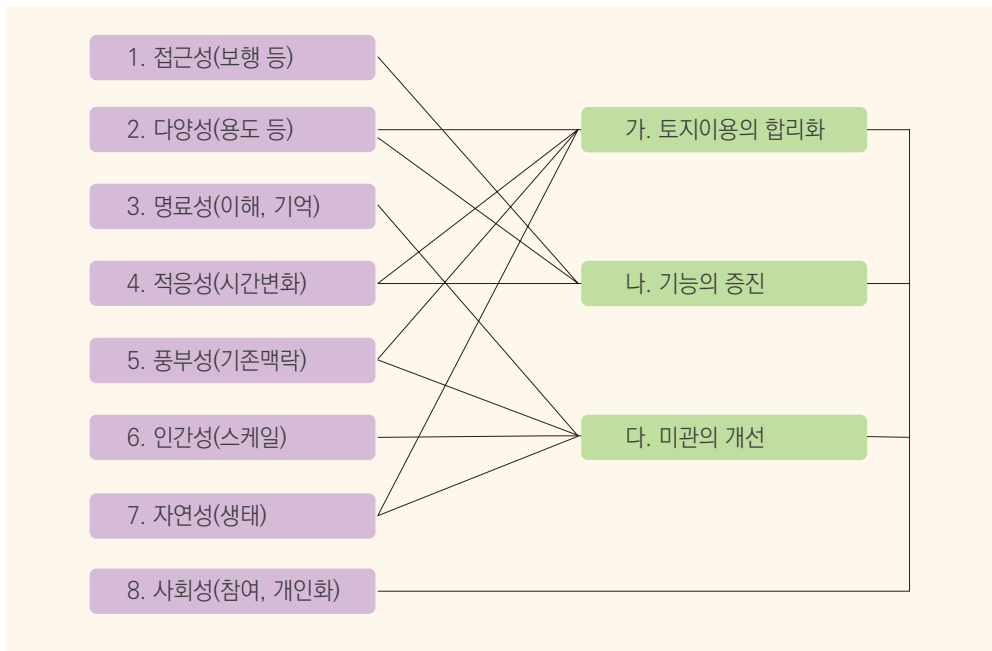 1. 접근성(보행 등)
2. 다양성(용도 등)
3. 명료성(이해, 기억)
4. 적응성(시간변화)
5. 풍부성(기존맥락)
6. 인간성(스케일)
7. 자연성(생태)
8. 사회성(참여, 개인화)
가. 토지이용의 합리화
나. 기능의 증진
다. 미관의 개선